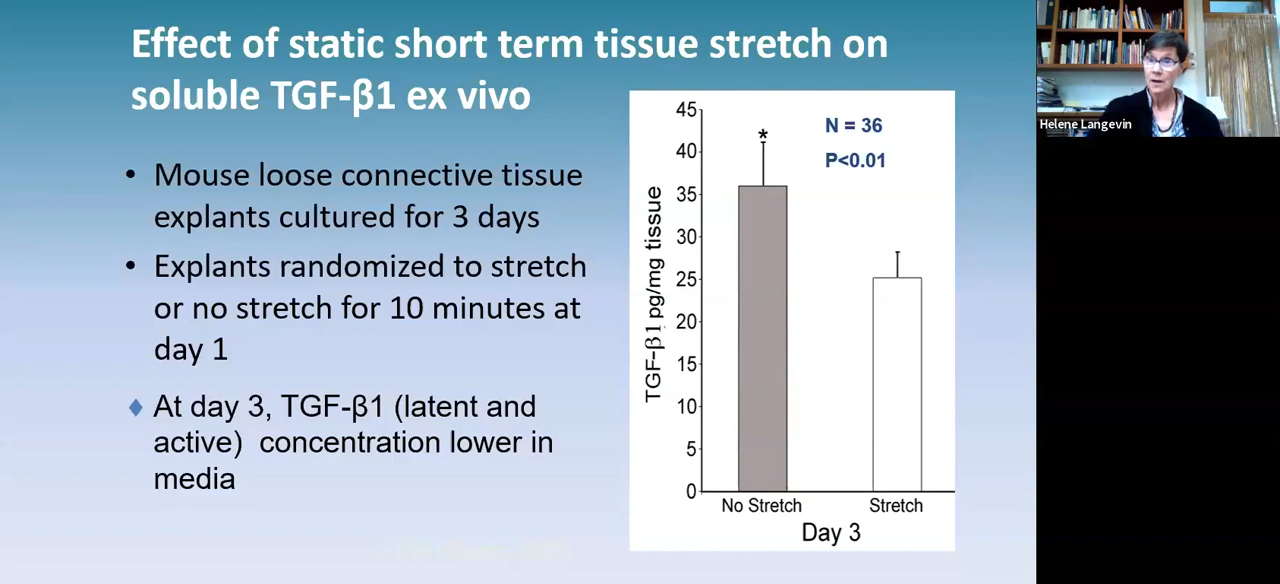 Effect of static short term tissue stretch on
soluble TGF-β1 ex vivo
• Mouse loose connective tissue
explants cultured for 3 days
• Explants randomized to stretch
or no stretch for 10 minutes at
day 1
At day 3, TGF-β1 (latent and
active) concentration lower in
media
TGF-β1 pg/mg tissue
45
40
35
30
25
20
15
10
5
0
*
N = 36
P<0.01
No Stretch
Stretch
Day 3
Helene Langevin